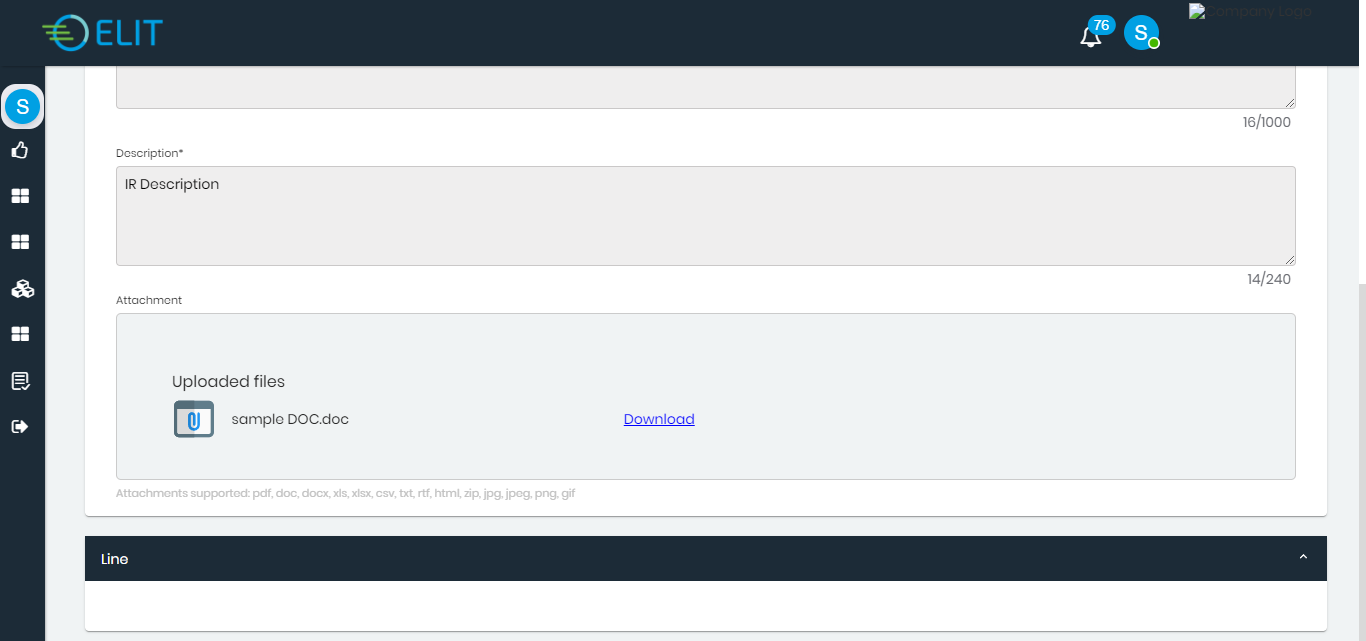 ELIT
76
S
Company Logo
S
16/1000
Description*
IR Description
14/240
Attachment
Uploaded files
sample DOC.doc
Download
Attachments supported: pdf, doc, docx, xls, xlsx, csv, txt, rtf, html, zip, jpg, jpeg, png, gif
Line